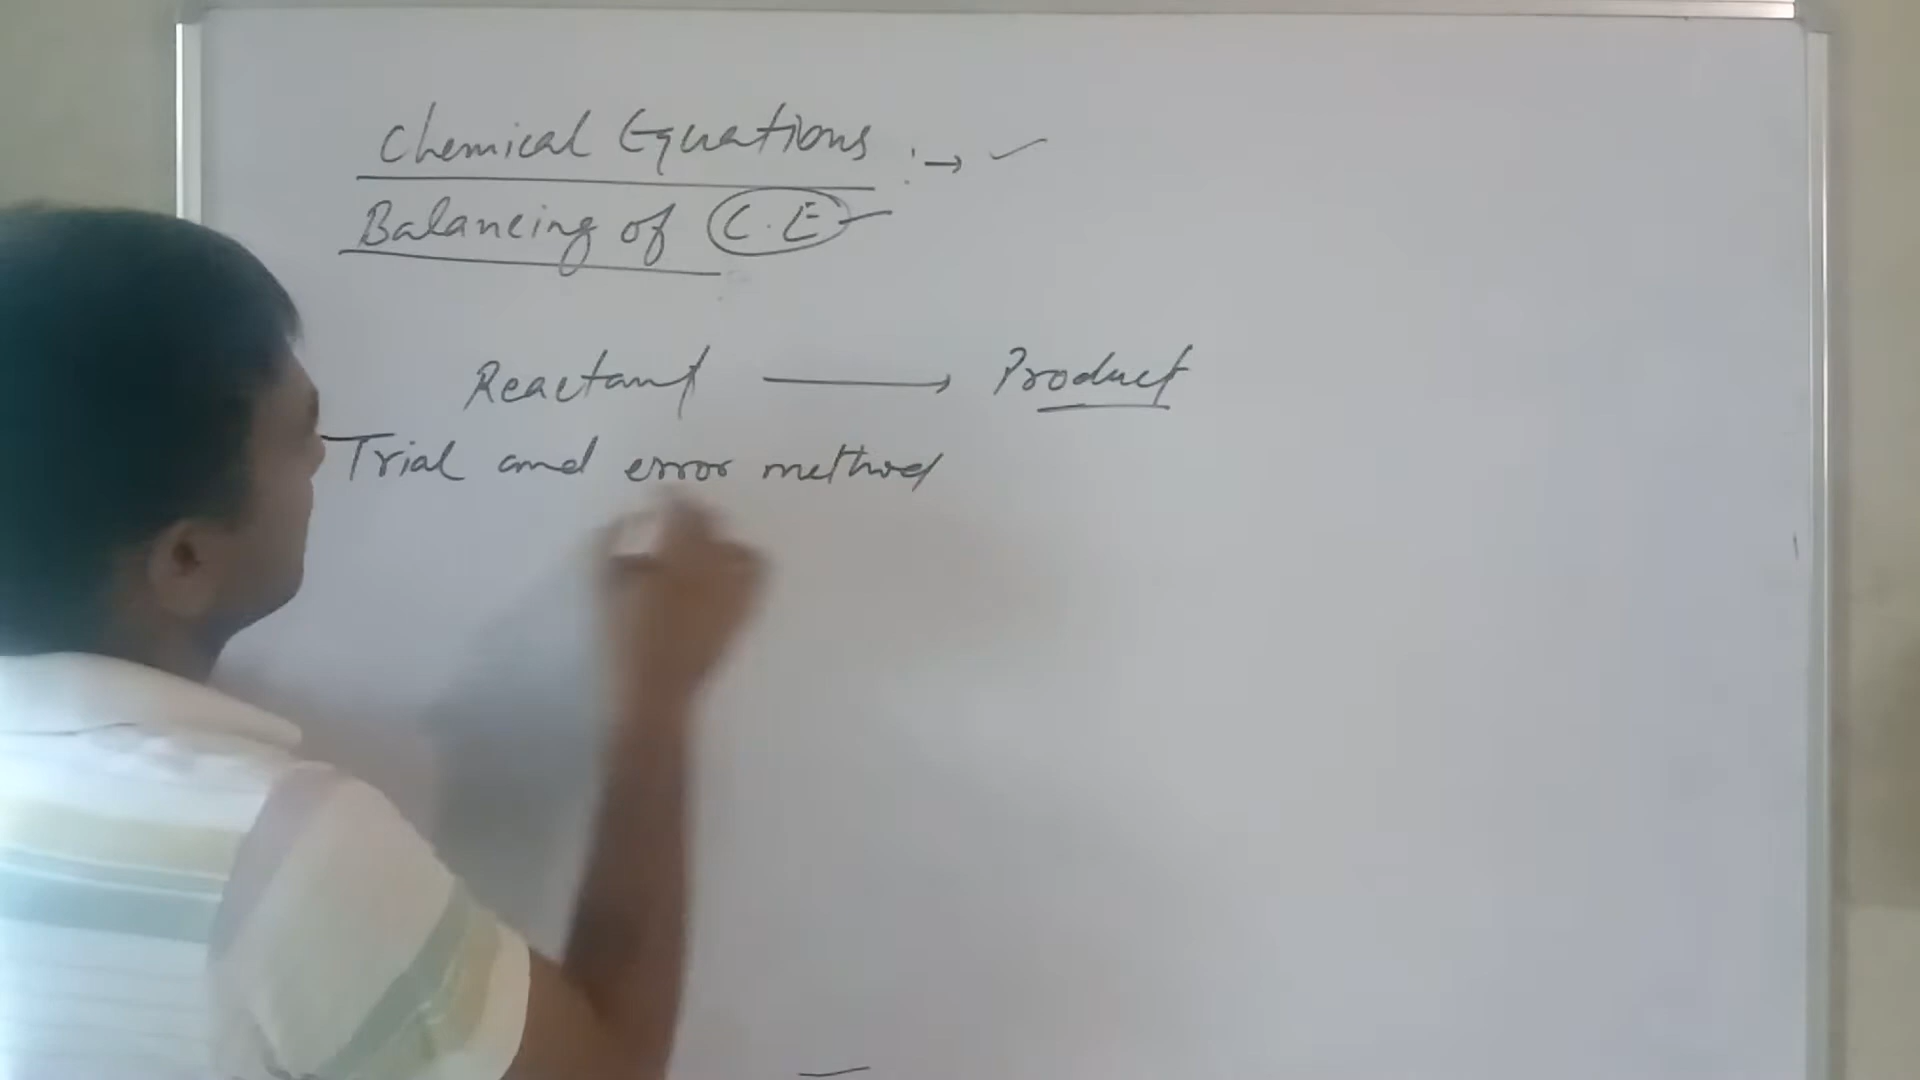 Chemical Equations :→ ✓
Balancing of C.E
Reactant → Product
Trial and error method